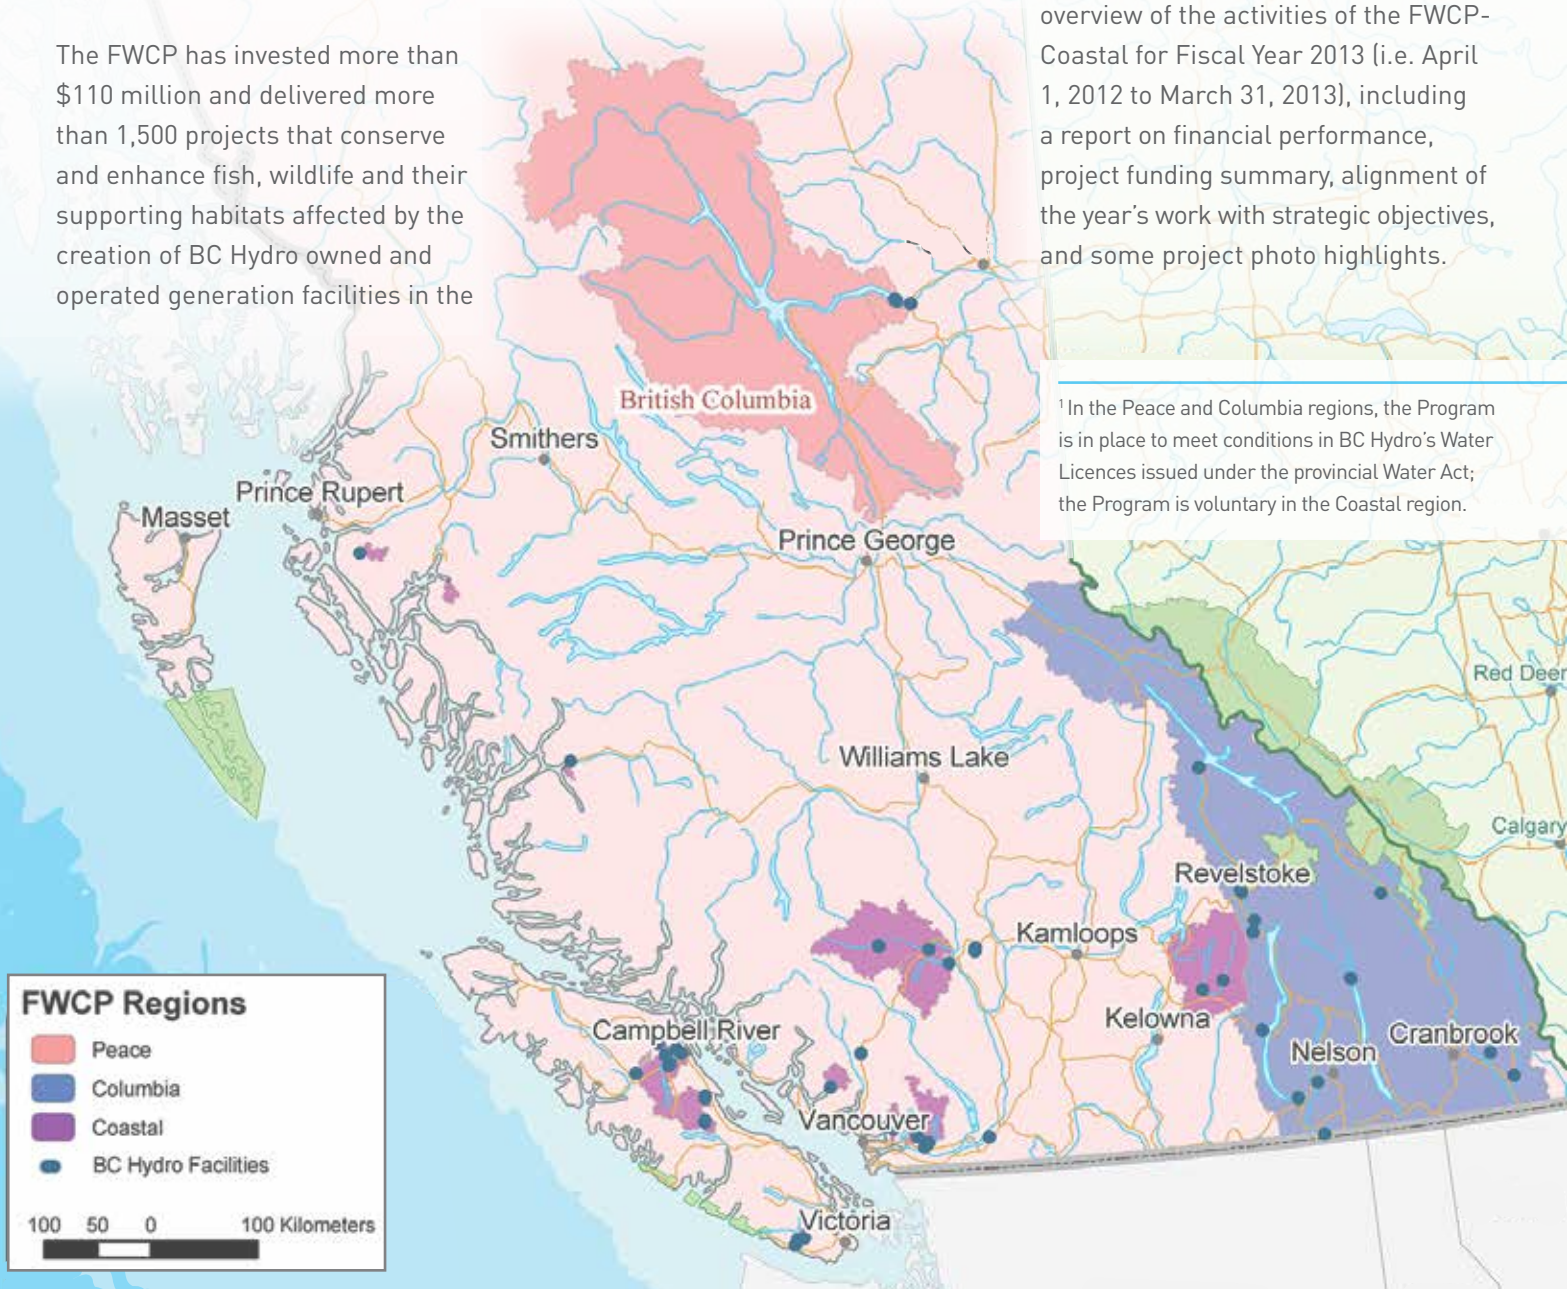 The FWCP has invested more than
$110 million and delivered more
than 1,500 projects that conserve
and enhance fish, wildlife and their
supporting habitats affected by the
creation of BC Hydro owned and
operated generation facilities in the
overview of the activities of the FWCP-
Coastal for Fiscal Year 2013 (i.e. April
1, 2012 to March 31, 2013), including
a report on financial performance,
project funding summary, alignment of
the year's work with strategic objectives,
and some project photo highlights.
1 In the Peace and Columbia regions, the Program
is in place to meet conditions in BC Hydro's Water
Licences issued under the provincial Water Act;
the Program is voluntary in the Coastal region.
British Columbia
Smithers
Prince Rupert
Masset
Prince George
Red Deer
Williams Lake
Calgary
Revelstoke
Kamloops
Kelowna
Campbell River
Cranbrook
Nelson
Vancouver
Victoria
FWCP Regions
Peace
Columbia
Coastal
BC Hydro Facilities
100 50 0 100 Kilometers